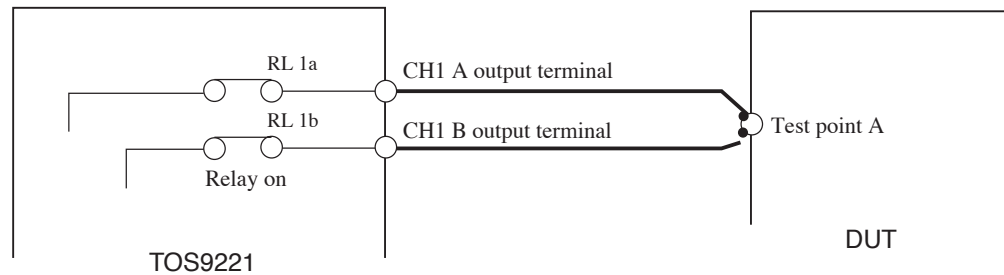 RL 1a
CH1 A output terminal
RL 1b
CH1 B output terminal
Test point A
Relay on
DUT
TOS9221